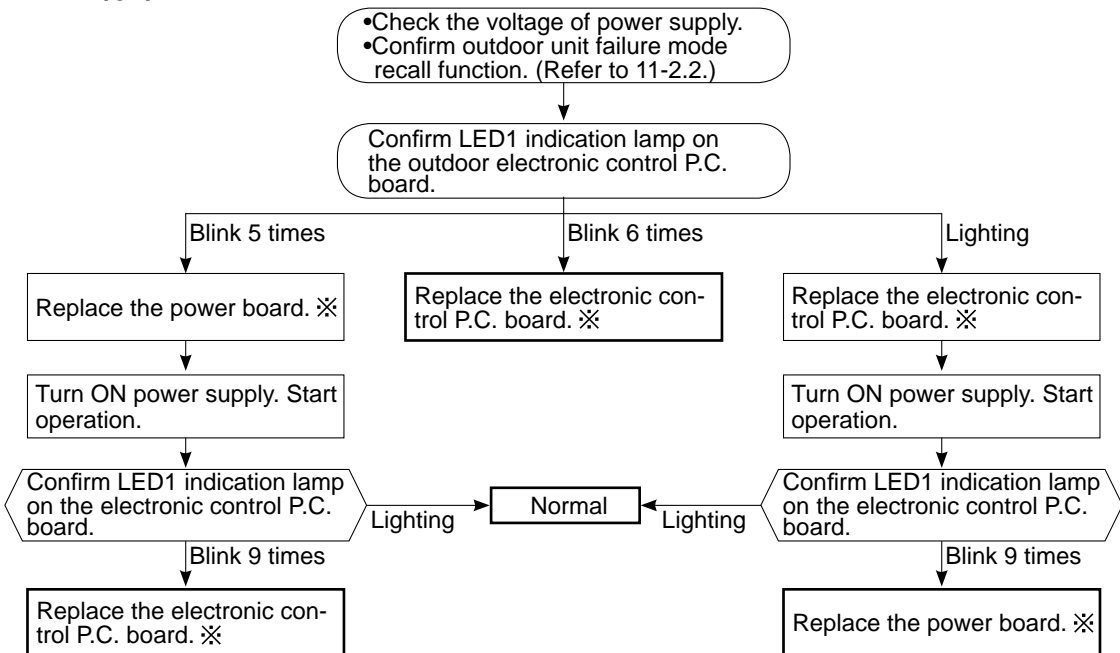 •Check the voltage of power supply.
•Confirm outdoor unit failure mode
recall function. (Refer to 11-2.2.)
Confirm LED1 indication lamp on
the outdoor electronic control P.C.
board.
Blink 5 times
Blink 6 times
Lighting
Replace the power board. ※
Replace the electronic con-
trol P.C. board. ※
Replace the electronic con-
trol P.C. board. ※
Turn ON power supply. Start
operation.
Turn ON power supply. Start
operation.
Confirm LED1 indication lamp
on the electronic control P.C.
board.
Lighting
Normal
Lighting
Confirm LED1 indication lamp
on the electronic control P.C.
board.
Blink 9 times
Blink 9 times
Replace the electronic con-
trol P.C. board. ※
Replace the power board. ※